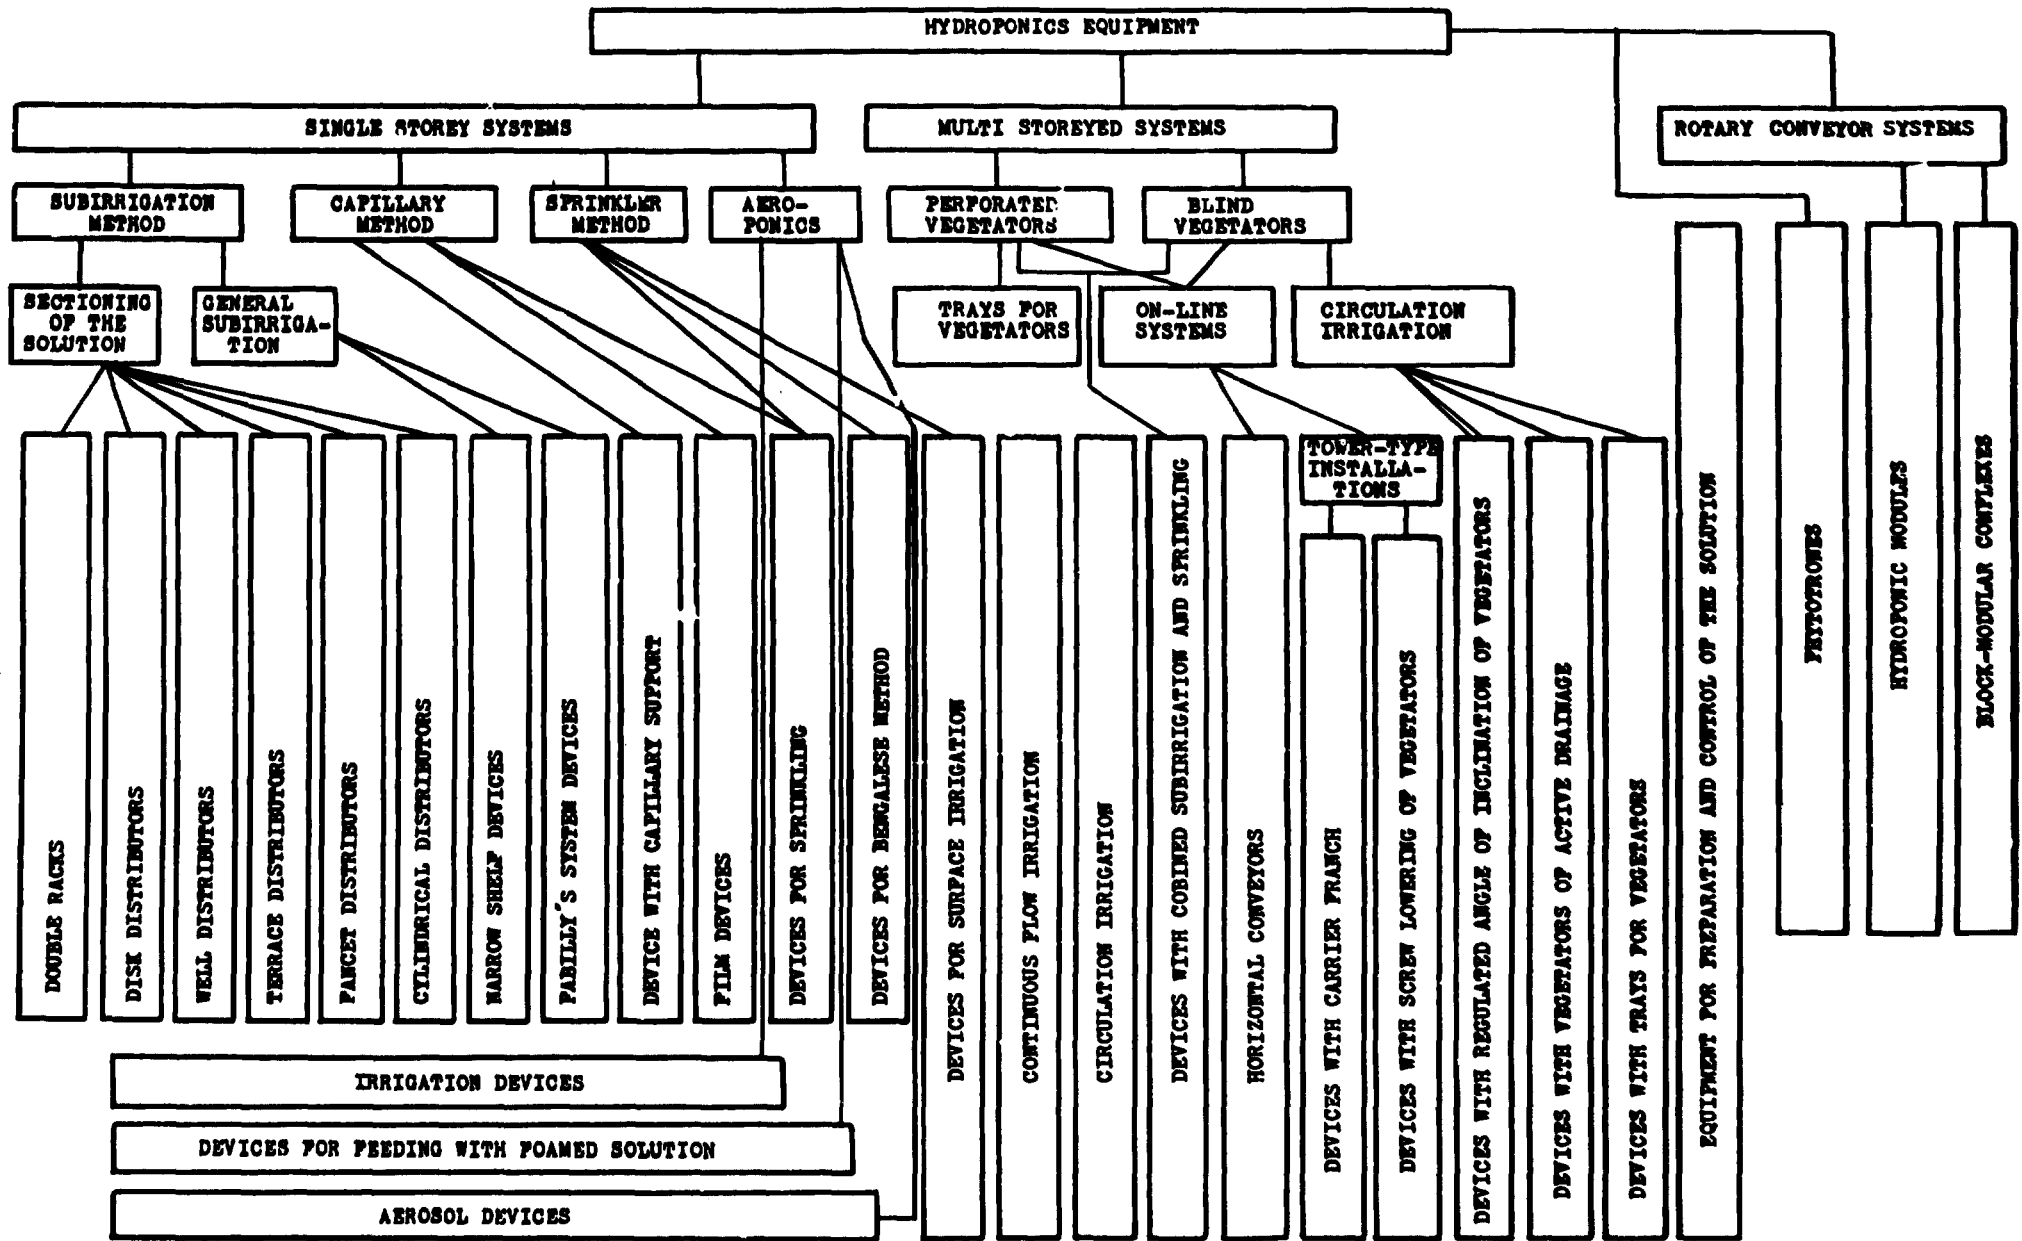 HYDROPONICS EQUIPMENT
SINGLE STOREY SYSTEMS
MULTI STOREYED SYSTEMS
ROTARY CONVEYOR SYSTEMS
SUBIRRIGATION
METHOD
CAPILLARY
METHOD
SPRINKLER
METHOD
AERO-
PONICS
PERFORATED
VEGETATORS
BLIND
VEGETATORS
SECTIONING
OF THE
SOLUTION
GENERAL
SUBIRRIGA-
TION
TRAYS FOR
VEGETATORS
ON-LINE
SYSTEMS
CIRCULATION
IRRIGATION
DOUBLE RACKS
DISK DISTRIBUTORS
WELL DISTRIBUTORS
TERRACE DISTRIBUTORS
FANCET DISTRIBUTORS
CYLINDRICAL DISTRIBUTORS
NARROW SHELF DEVICES
PABILLY'S SYSTEM DEVICES
DEVICE WITH CAPILLARY SUPPORT
FILM DEVICES
DEVICES FOR SPRINKLING
DEVICES FOR BENGALESE METHOD
DEVICES FOR SURFACE IRRIGATION
CONTINUOUS FLOW IRRIGATION
CIRCULATION IRRIGATION
DEVICES WITH COBINED SUBIRRIGATION AND SPRINKLING
HORIZONTAL CONVEYORS
TOWER-TYPE
INSTALLA-
TIONS
DEVICES WITH CARRIER FRANCH
DEVICES WITH SCREW LOWERING OF VEGETATORS
DEVICES WITH REGULATED ANGLE OF INCLINATION OF VEGETATORS
DEVICES WITH VEGETATORS OF ACTIVE DRAINAGE
DEVICES WITH TRAYS FOR VEGETATORS
EQUIPMENT FOR PREPARATION AND CONTROL OF THE SOLUTION
PHYTOTRONES
HYDROPONIC MODULES
BLOCK-MODULAR COMPLEXES
IRRIGATION DEVICES
DEVICES FOR FEEDING WITH FOAMED SOLUTION
AEROSOL DEVICES